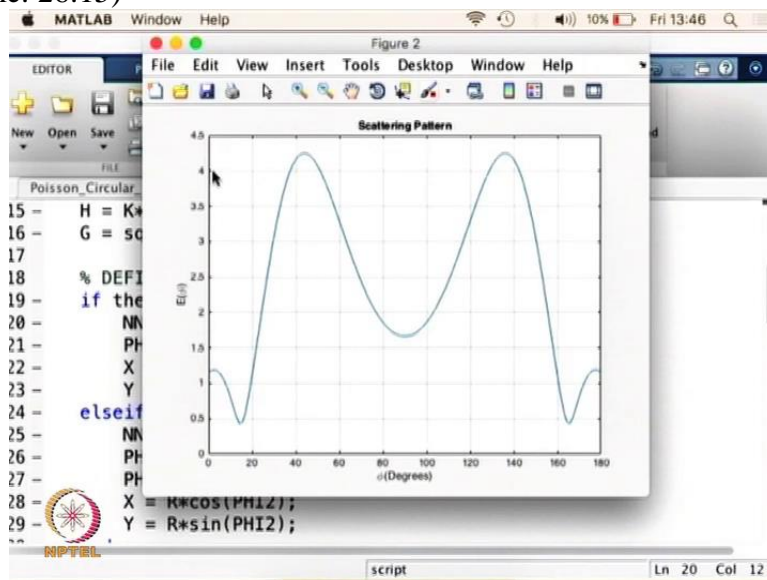 MATLAB Window Help 10% Fri 13:46
Figure 2
EDITOR P File Edit View Insert Tools Desktop Window Help
New Open Save
FILE
Scattering Pattern
4.5
4
3.5
3
2.5
2
1.5
1
0.5
0
E(ϕ)
0 20 40 60 80 100 120 140 160 180
ϕ(Degrees)
Poisson_Circular_
15 – H = K*
16 – G = sq
17
18 % DEFI
19 – if the
20 – NN
21 – PH
22 – X
23 – Y
24 – elseif
25 – NN
26 – PH
27 – PH
28 – X = R*cos(PHI2);
29 – Y = R*sin(PHI2);
NPTEL
script Ln 20 Col 12